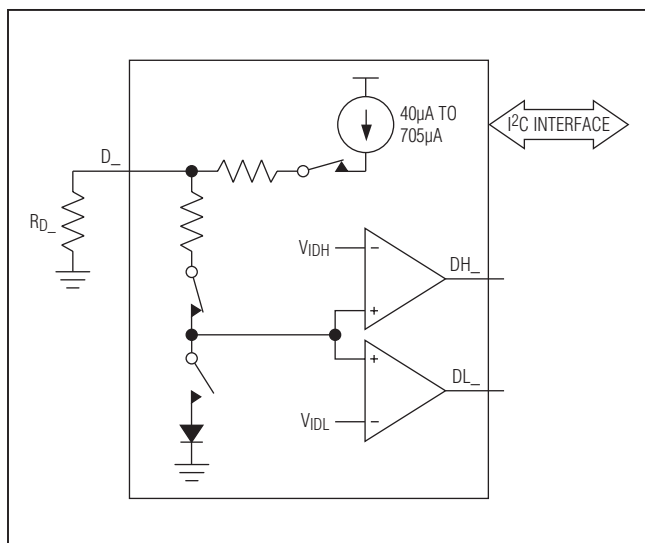 40µA TO
705µA
I²C INTERFACE
D_
R_D_
V_IDH
−
DH_
+
+
DL_
V_IDL
−